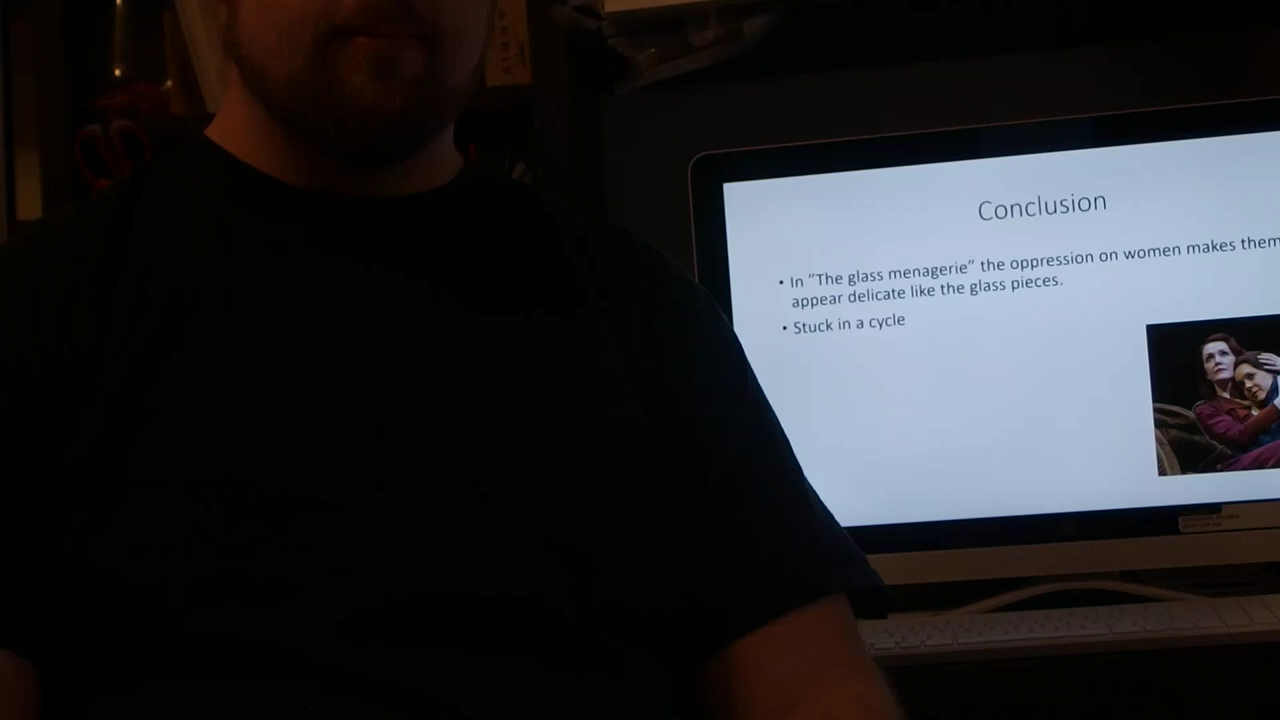 Conclusion
• In ”The glass menagerie” the oppression on women makes them
appear delicate like the glass pieces.
• Stuck in a cycle